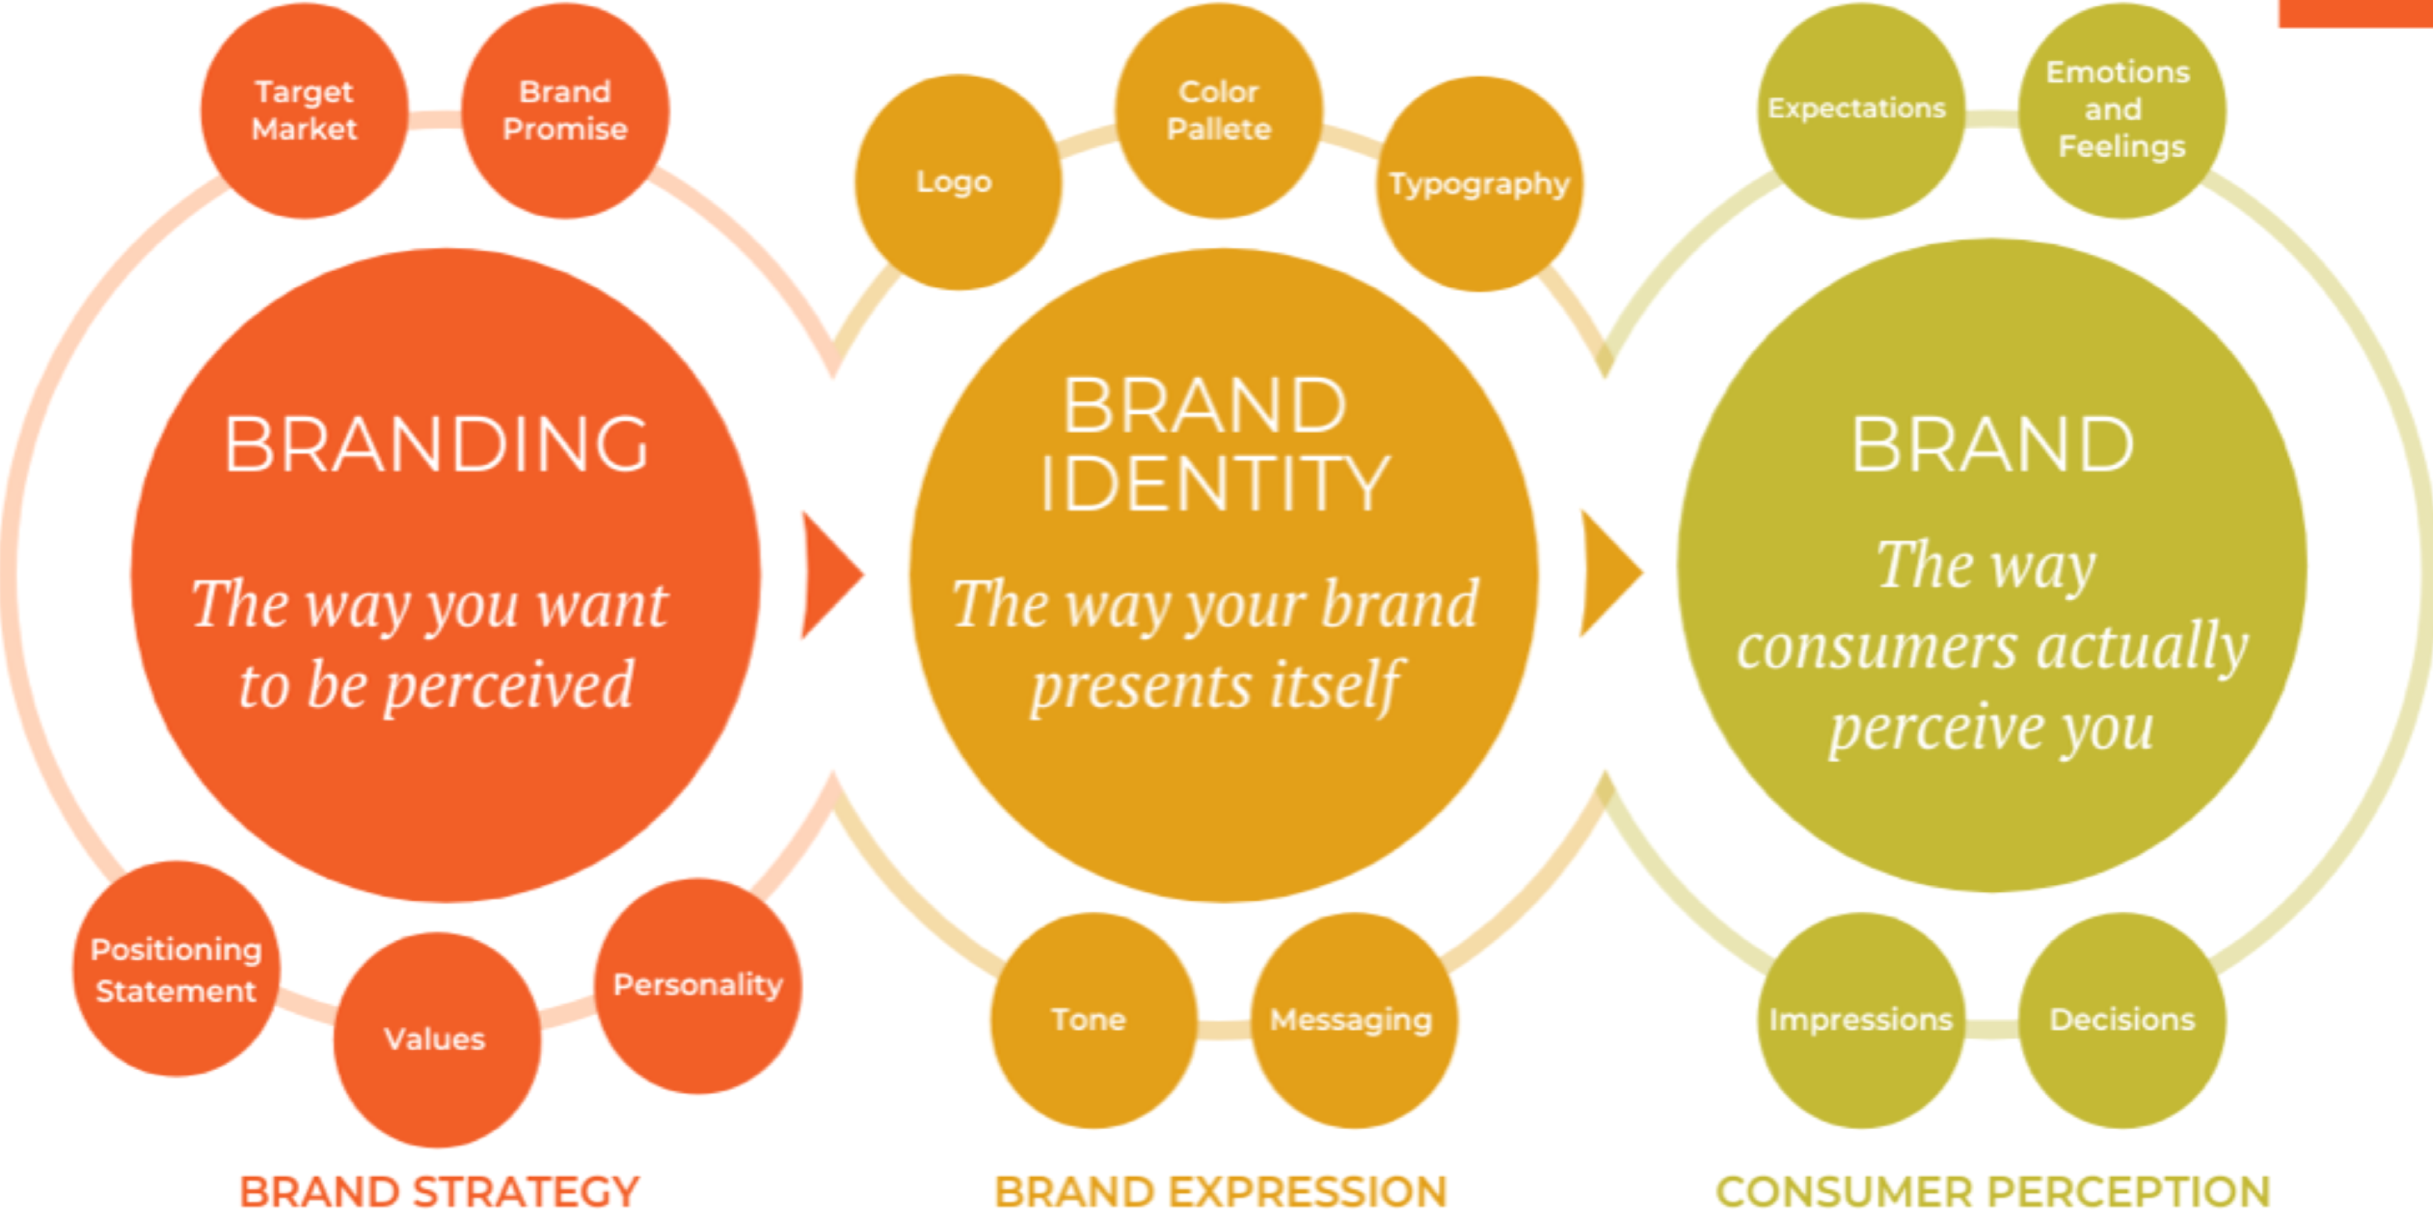 Target
Market
Brand
Promise
BRANDING
The way you want
to be perceived
Positioning
Statement
Values
Personality
BRAND STRATEGY
Logo
Color
Pallete
Typography
BRAND
IDENTITY
The way your brand
presents itself
Tone
Messaging
BRAND EXPRESSION
Expectations
Emotions
and
Feelings
BRAND
The way
consumers actually
perceive you
Impressions
Decisions
CONSUMER PERCEPTION